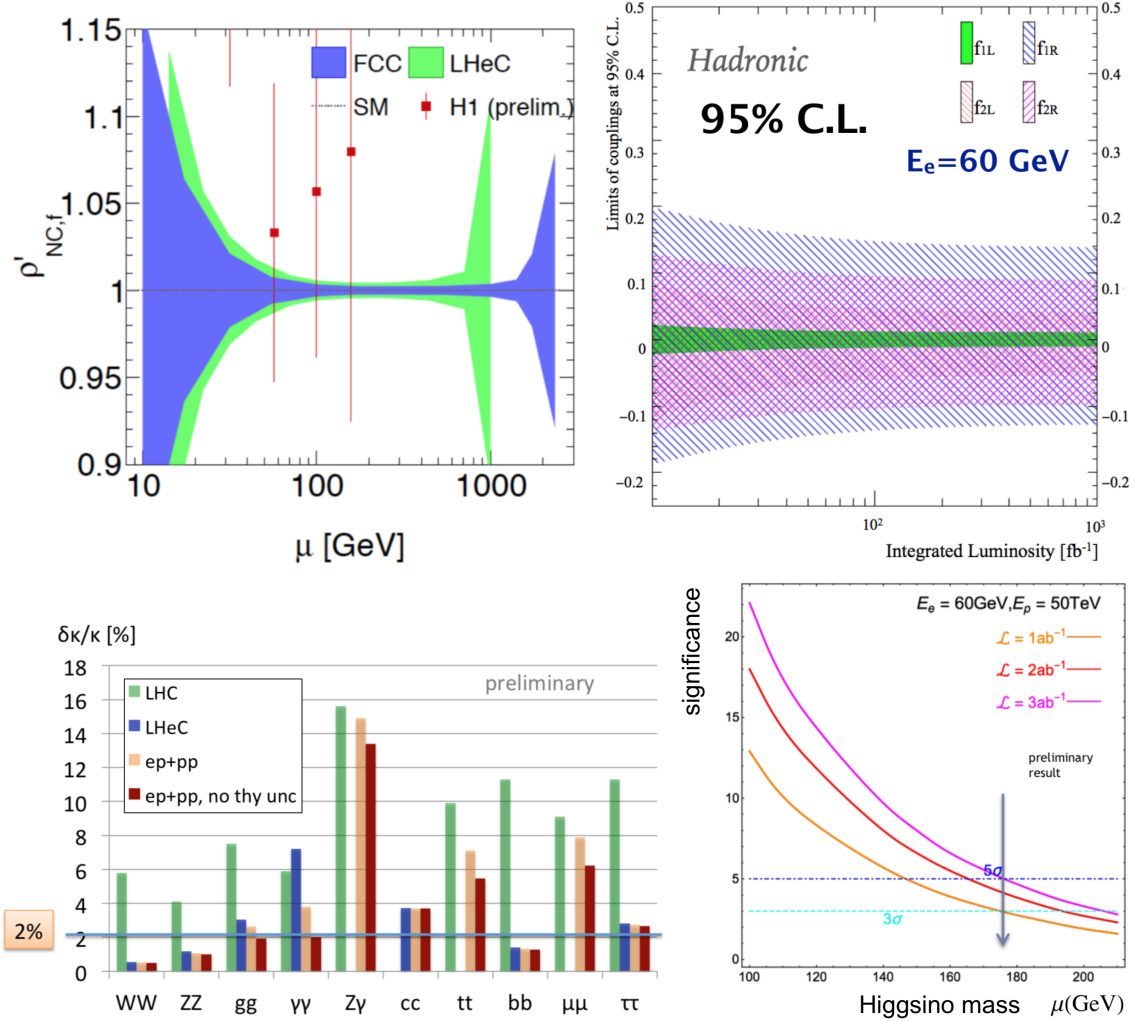 1.15
1.1
1.05
1
0.95
0.9
ρ'NC,f
FCC
LHeC
SM
H1 (prelim.)
10
100
1000
μ [GeV]
Limits of couplings at 95% C.L.
0.5
0.4
0.3
0.2
0.1
0
−0.1
−0.2
Hadronic
95% C.L.
Ee=60 GeV
f1L
f1R
f2L
f2R
0.5
0.4
0.3
0.2
0.1
0
−0.1
−0.2
10²
10³
Integrated Luminosity [fb⁻¹]
δκ/κ [%]
18
16
14
12
10
8
6
4
2
0
2%
LHC
LHeC
ep+pp
ep+pp, no thy unc
preliminary
WW ZZ gg γγ Zγ cc tt bb μμ ττ
significance
20
15
10
5
0
Ee = 60GeV,Ep = 50TeV
ℒ = 1ab⁻¹
ℒ = 2ab⁻¹
ℒ = 3ab⁻¹
preliminary
result
5σ
3σ
100 120 140 160 180 200
Higgsino mass μ(GeV)